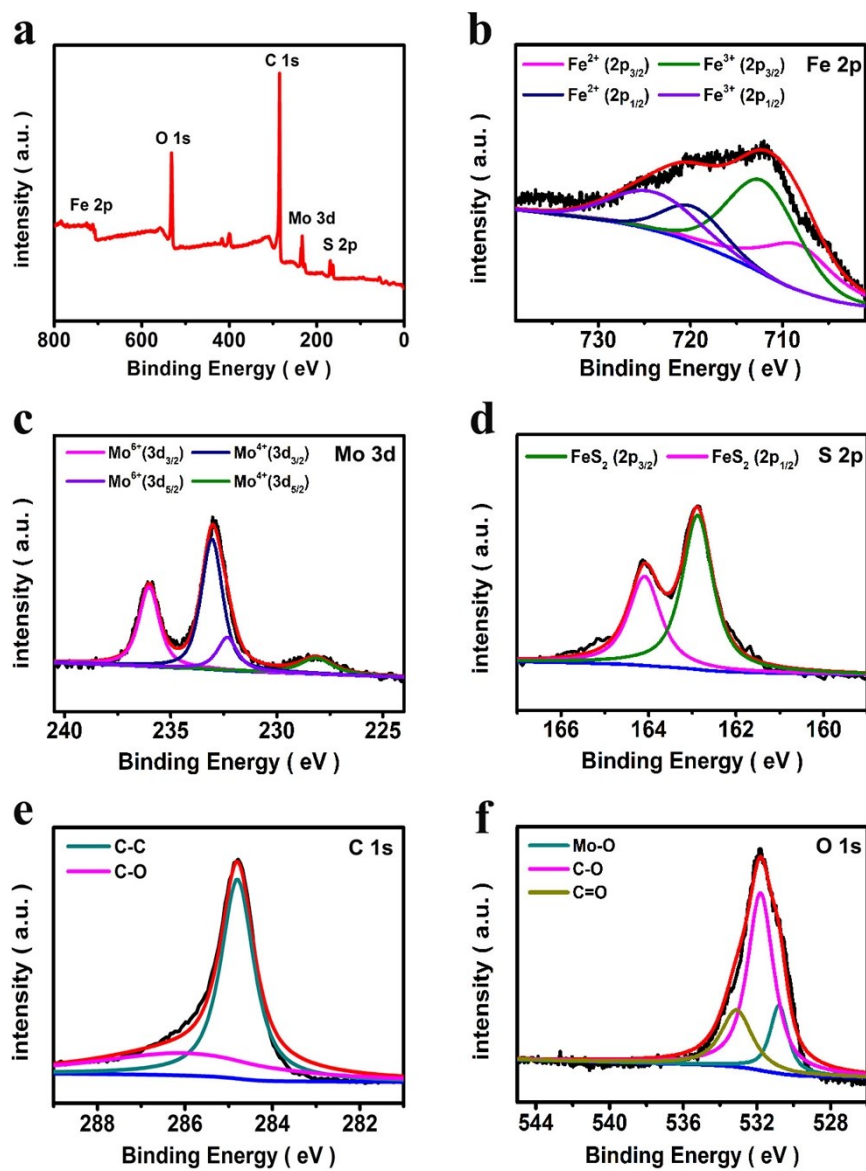 a
C 1s
O 1s
Fe 2p
Mo 3d
S 2p
intensity ( a.u. )
800 600 400 200 0
Binding Energy ( eV )
b
Fe²⁺ (2p₃/₂) Fe³⁺ (2p₃/₂) Fe 2p
Fe²⁺ (2p₁/₂) Fe³⁺ (2p₁/₂)
intensity ( a.u. )
730 720 710
Binding Energy ( eV )
c
Mo⁶⁺(3d₃/₂) Mo⁴⁺(3d₃/₂) Mo 3d
Mo⁶⁺(3d₅/₂) Mo⁴⁺(3d₅/₂)
intensity ( a.u. )
240 235 230 225
Binding Energy ( eV )
d
FeS₂ (2p₃/₂) FeS₂ (2p₁/₂) S 2p
intensity ( a.u. )
166 164 162 160
Binding Energy ( eV )
e
C-C C 1s
C-O
intensity ( a.u. )
288 286 284 282
Binding Energy ( eV )
f
Mo-O O 1s
C-O
C=O
intensity ( a.u. )
544 540 536 532 528
Binding Energy ( eV )